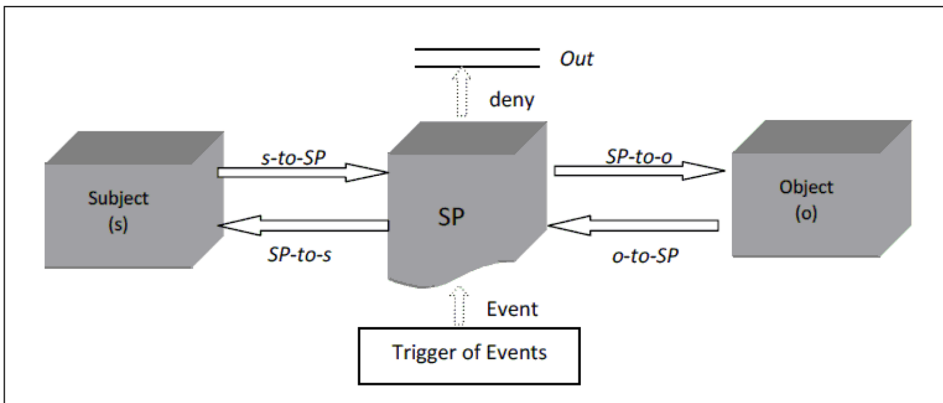 Out
deny
s-to-SP
SP-to-o
Subject
(s)
SP
Object
(o)
SP-to-s
o-to-SP
Event
Trigger of Events